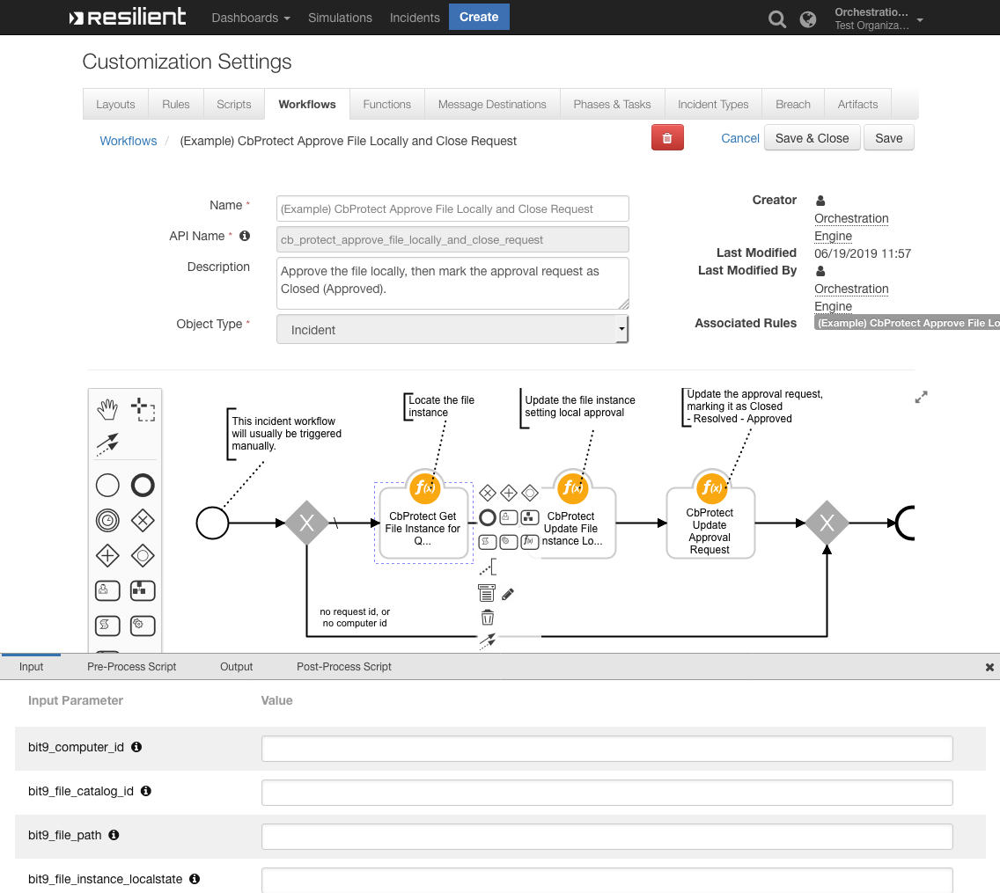 resilient
Dashboards Simulations Incidents Create
Orchestratio...
Test Organiza...
Customization Settings
Layouts Rules Scripts Workflows Functions Message Destinations Phases & Tasks Incident Types Breach Artifacts
Workflows / (Example) CbProtect Approve File Locally and Close Request
Cancel Save & Close Save
Name *
(Example) CbProtect Approve File Locally and Close Request
API Name *
cb_protect_approve_file_locally_and_close_request
Description
Approve the file locally, then mark the approval request as
Closed (Approved).
Object Type *
Incident
Creator
Orchestration
Engine
Last Modified 06/19/2019 11:57
Last Modified By
Orchestration
Engine
Associated Rules (Example) CbProtect Approve File Lo
This incident workflow
will usually be triggered
manually.
Locate the file
instance
Update the file instance
setting local approval
Update the approval request,
marking it as Closed
- Resolved - Approved
f(x)
CbProtect Get
File Instance for
Q...
f(x)
CbProtect
Update File
nstance Lo...
f(x)
CbProtect
Update
Approval
Request
X
X
no request id, or
no computer id
Input Pre-Process Script Output Post-Process Script
Input Parameter Value
bit9_computer_id
bit9_file_catalog_id
bit9_file_path
bit9_file_instance_localstate